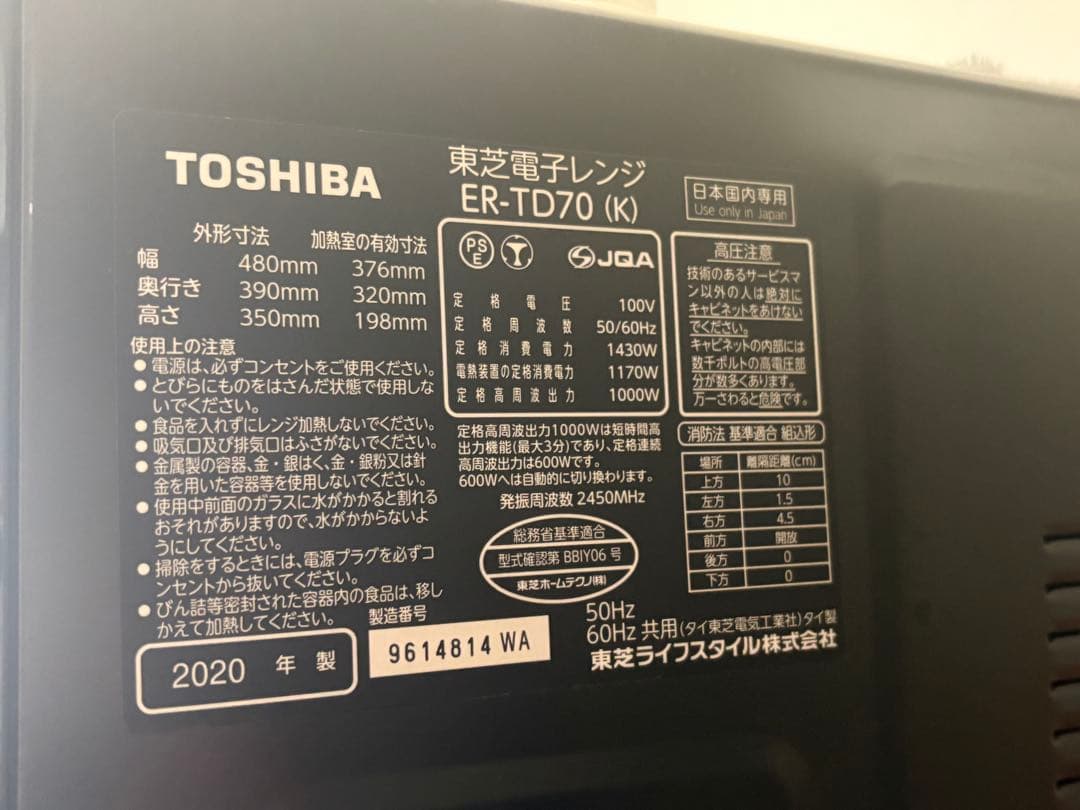 TOSHIBA
東芝電子レンジ
ER-TD70 (K)
日本国内専用
Use only in Japan
外形寸法 加熱室の有効寸法
幅 480mm 376mm
奥行き 390mm 320mm
高さ 350mm 198mm
使用上の注意
●電源は、必ずコンセントをご使用ください。
●とびらにものをはさんだ状態で使用しな
いでください。
●食品を入れずにレンジ加熱しないでください。
●吸気口及び排気口はふさがないでください。
●金属製の容器、金・銀はく、金・銀粉又は針
金を用いた容器等を使用しないでください。
●使用中前面のガラスに水がかかると割れる
おそれがありますので、水がかからないよ
うにしてください。
●掃除をするときには、電源プラグを必ずコ
ンセントから抜いてください。
●びん詰等密封された容器内の食品は、移し
かえて加熱してください。
2020 年 製
製造番号
9614814 WA
PS
E
JQA
定格電圧 100V
定格周波数 50/60Hz
定格消費電力 1430W
電熱装置の定格消費電力 1170W
定格高周波出力 1000W
定格高周波出力1000Wは短時間高
出力機能(最大3分)であり、定格連続
高周波出力は600Wです。
600Wへは自動的に切り換わります。
発振周波数 2450MHz
総務省基準適合
型式確認第 BBIY06 号
東芝ホームテクノ(株)
高圧注意
技術のあるサービスマ
ン以外の人は絶対に
キャビネットをあけない
でください。
キャビネットの内部には
数千ボルトの高電圧部
分が数多くあります。
万一さわると危険です。
消防法 基準適合 組込形
場所 離隔距離(cm)
上方 10
左方 1.5
右方 4.5
前方 開放
後方 0
下方 0
50Hz
60Hz 共用(タイ東芝電気工業社)タイ製
東芝ライフスタイル株式会社